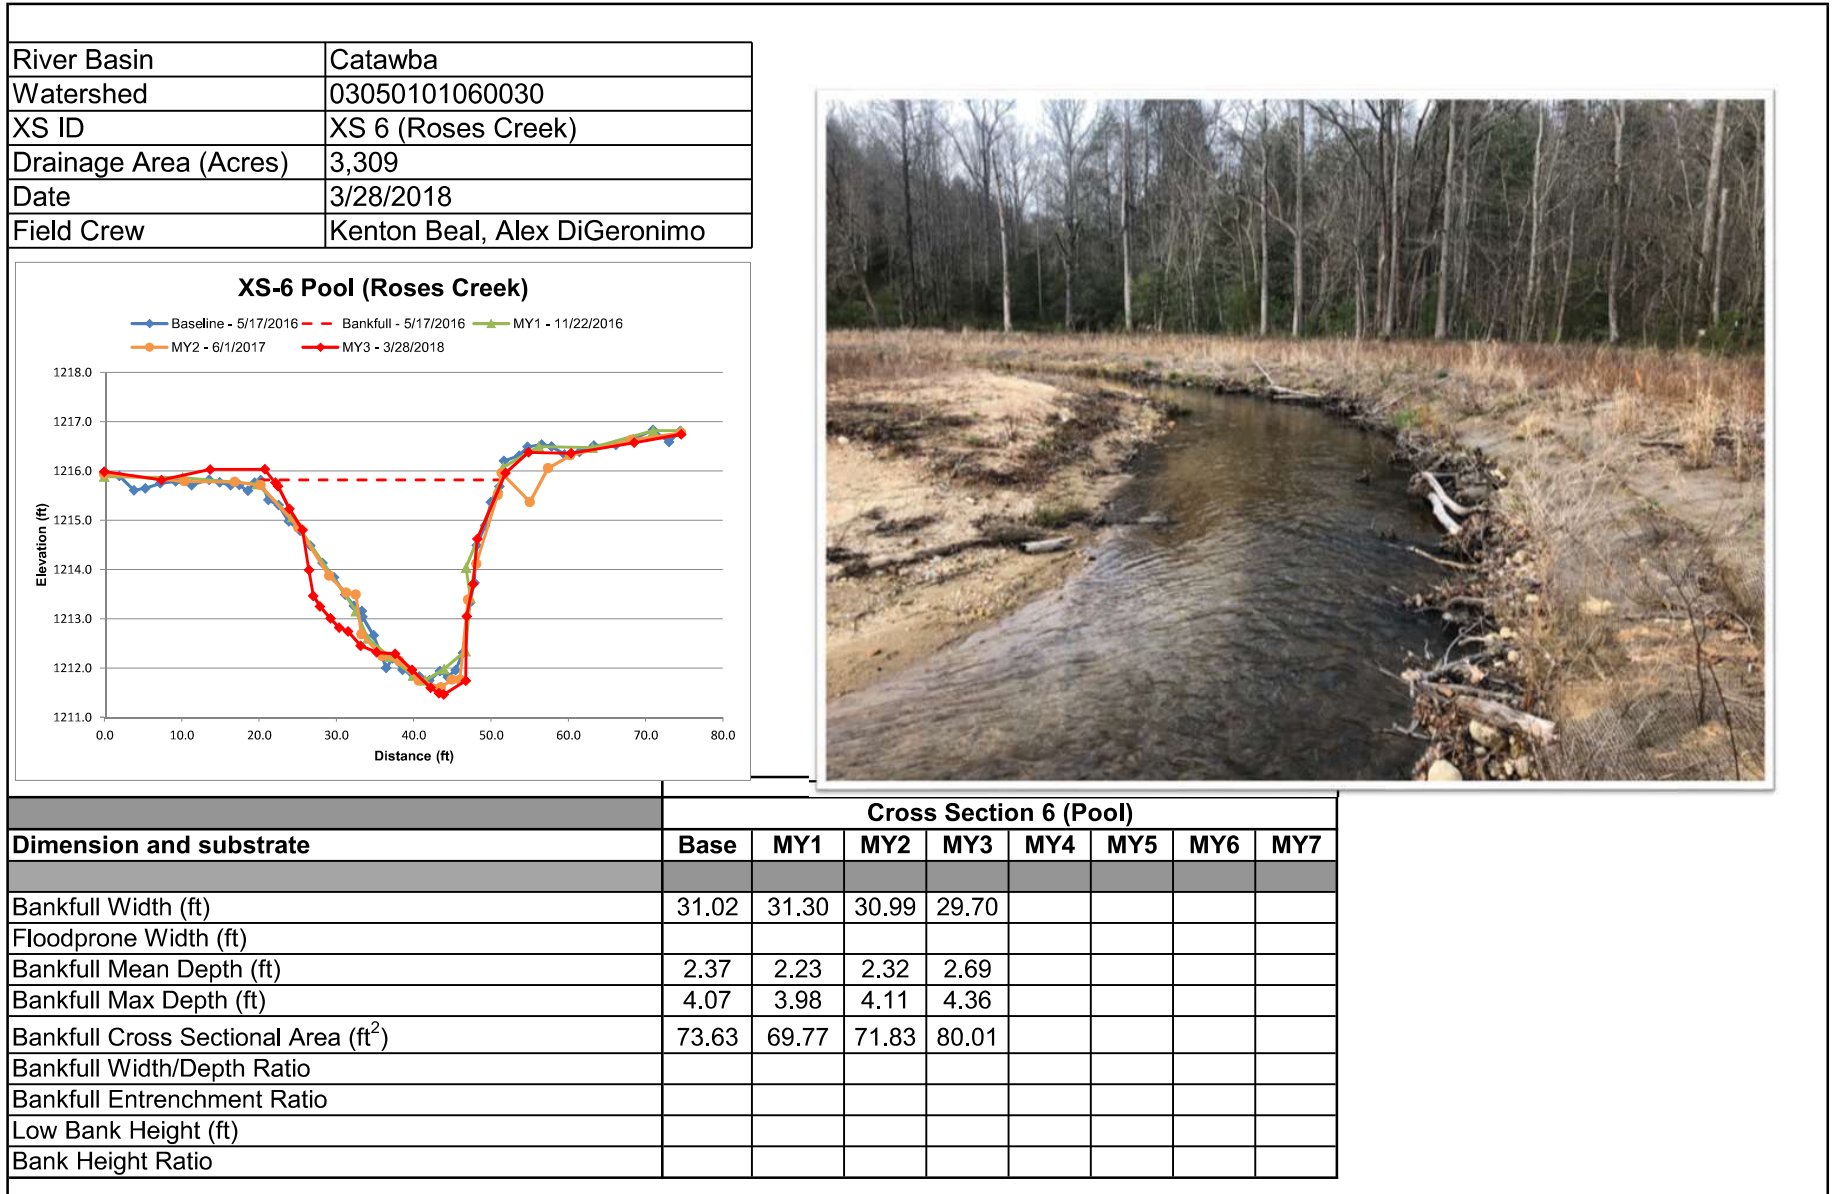 River Basin Catawba
Watershed 03050101060030
XS ID XS 6 (Roses Creek)
Drainage Area (Acres) 3,309
Date 3/28/2018
Field Crew Kenton Beal, Alex DiGeronimo
XS-6 Pool (Roses Creek)
Baseline - 5/17/2016 Bankfull - 5/17/2016 MY1 - 11/22/2016
MY2 - 6/1/2017 MY3 - 3/28/2018
1218.0
1217.0
1216.0
1215.0
1214.0
1213.0
1212.0
1211.0
Elevation (ft)
0.0 10.0 20.0 30.0 40.0 50.0 60.0 70.0 80.0
Distance (ft)
Cross Section 6 (Pool)
Dimension and substrate Base MY1 MY2 MY3 MY4 MY5 MY6 MY7
Bankfull Width (ft) 31.02 31.30 30.99 29.70
Floodprone Width (ft)
Bankfull Mean Depth (ft) 2.37 2.23 2.32 2.69
Bankfull Max Depth (ft) 4.07 3.98 4.11 4.36
Bankfull Cross Sectional Area (ft²) 73.63 69.77 71.83 80.01
Bankfull Width/Depth Ratio
Bankfull Entrenchment Ratio
Low Bank Height (ft)
Bank Height Ratio